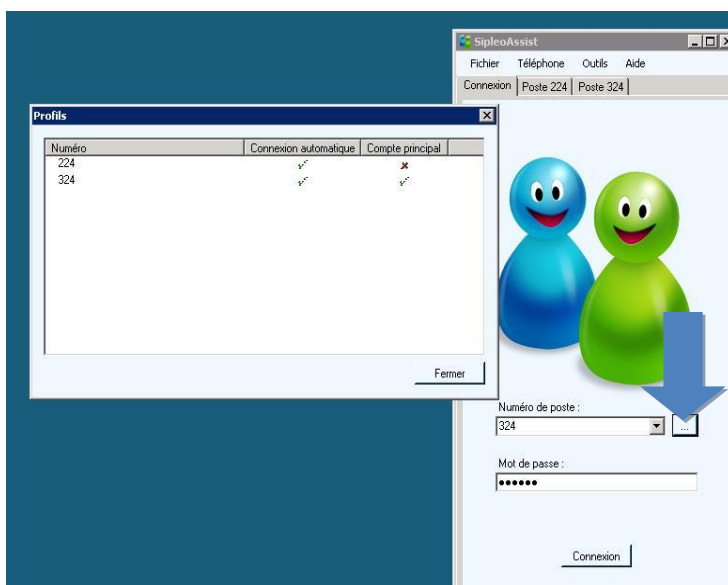 SipleoAssist
Fichier Téléphone Outils Aide
Connexion Poste 224 Poste 324
Profils
Numéro Connexion automatique Compte principal
224
324
Fermer
Numéro de poste :
324 ...
Mot de passe :
●●●●●●
Connexion